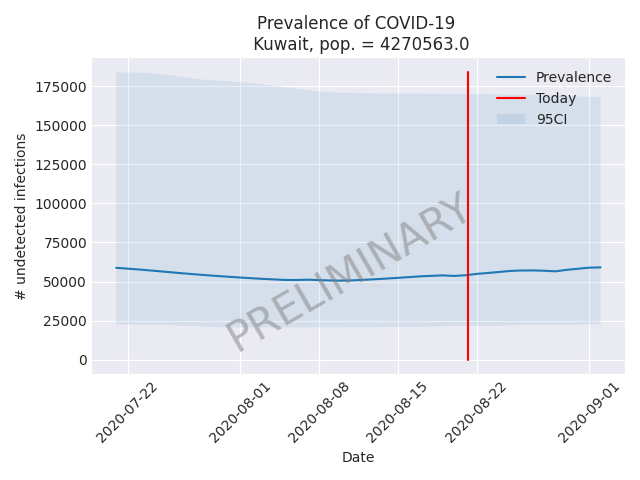 Prevalence of COVID-19
Kuwait, pop. = 4270563.0
Prevalence
Today
95CI
175000
150000
125000
100000
75000
50000
25000
0
# undetected infections
PRELIMINARY
2020-07-22
2020-08-01
2020-08-08
2020-08-15
2020-08-22
2020-09-01
Date